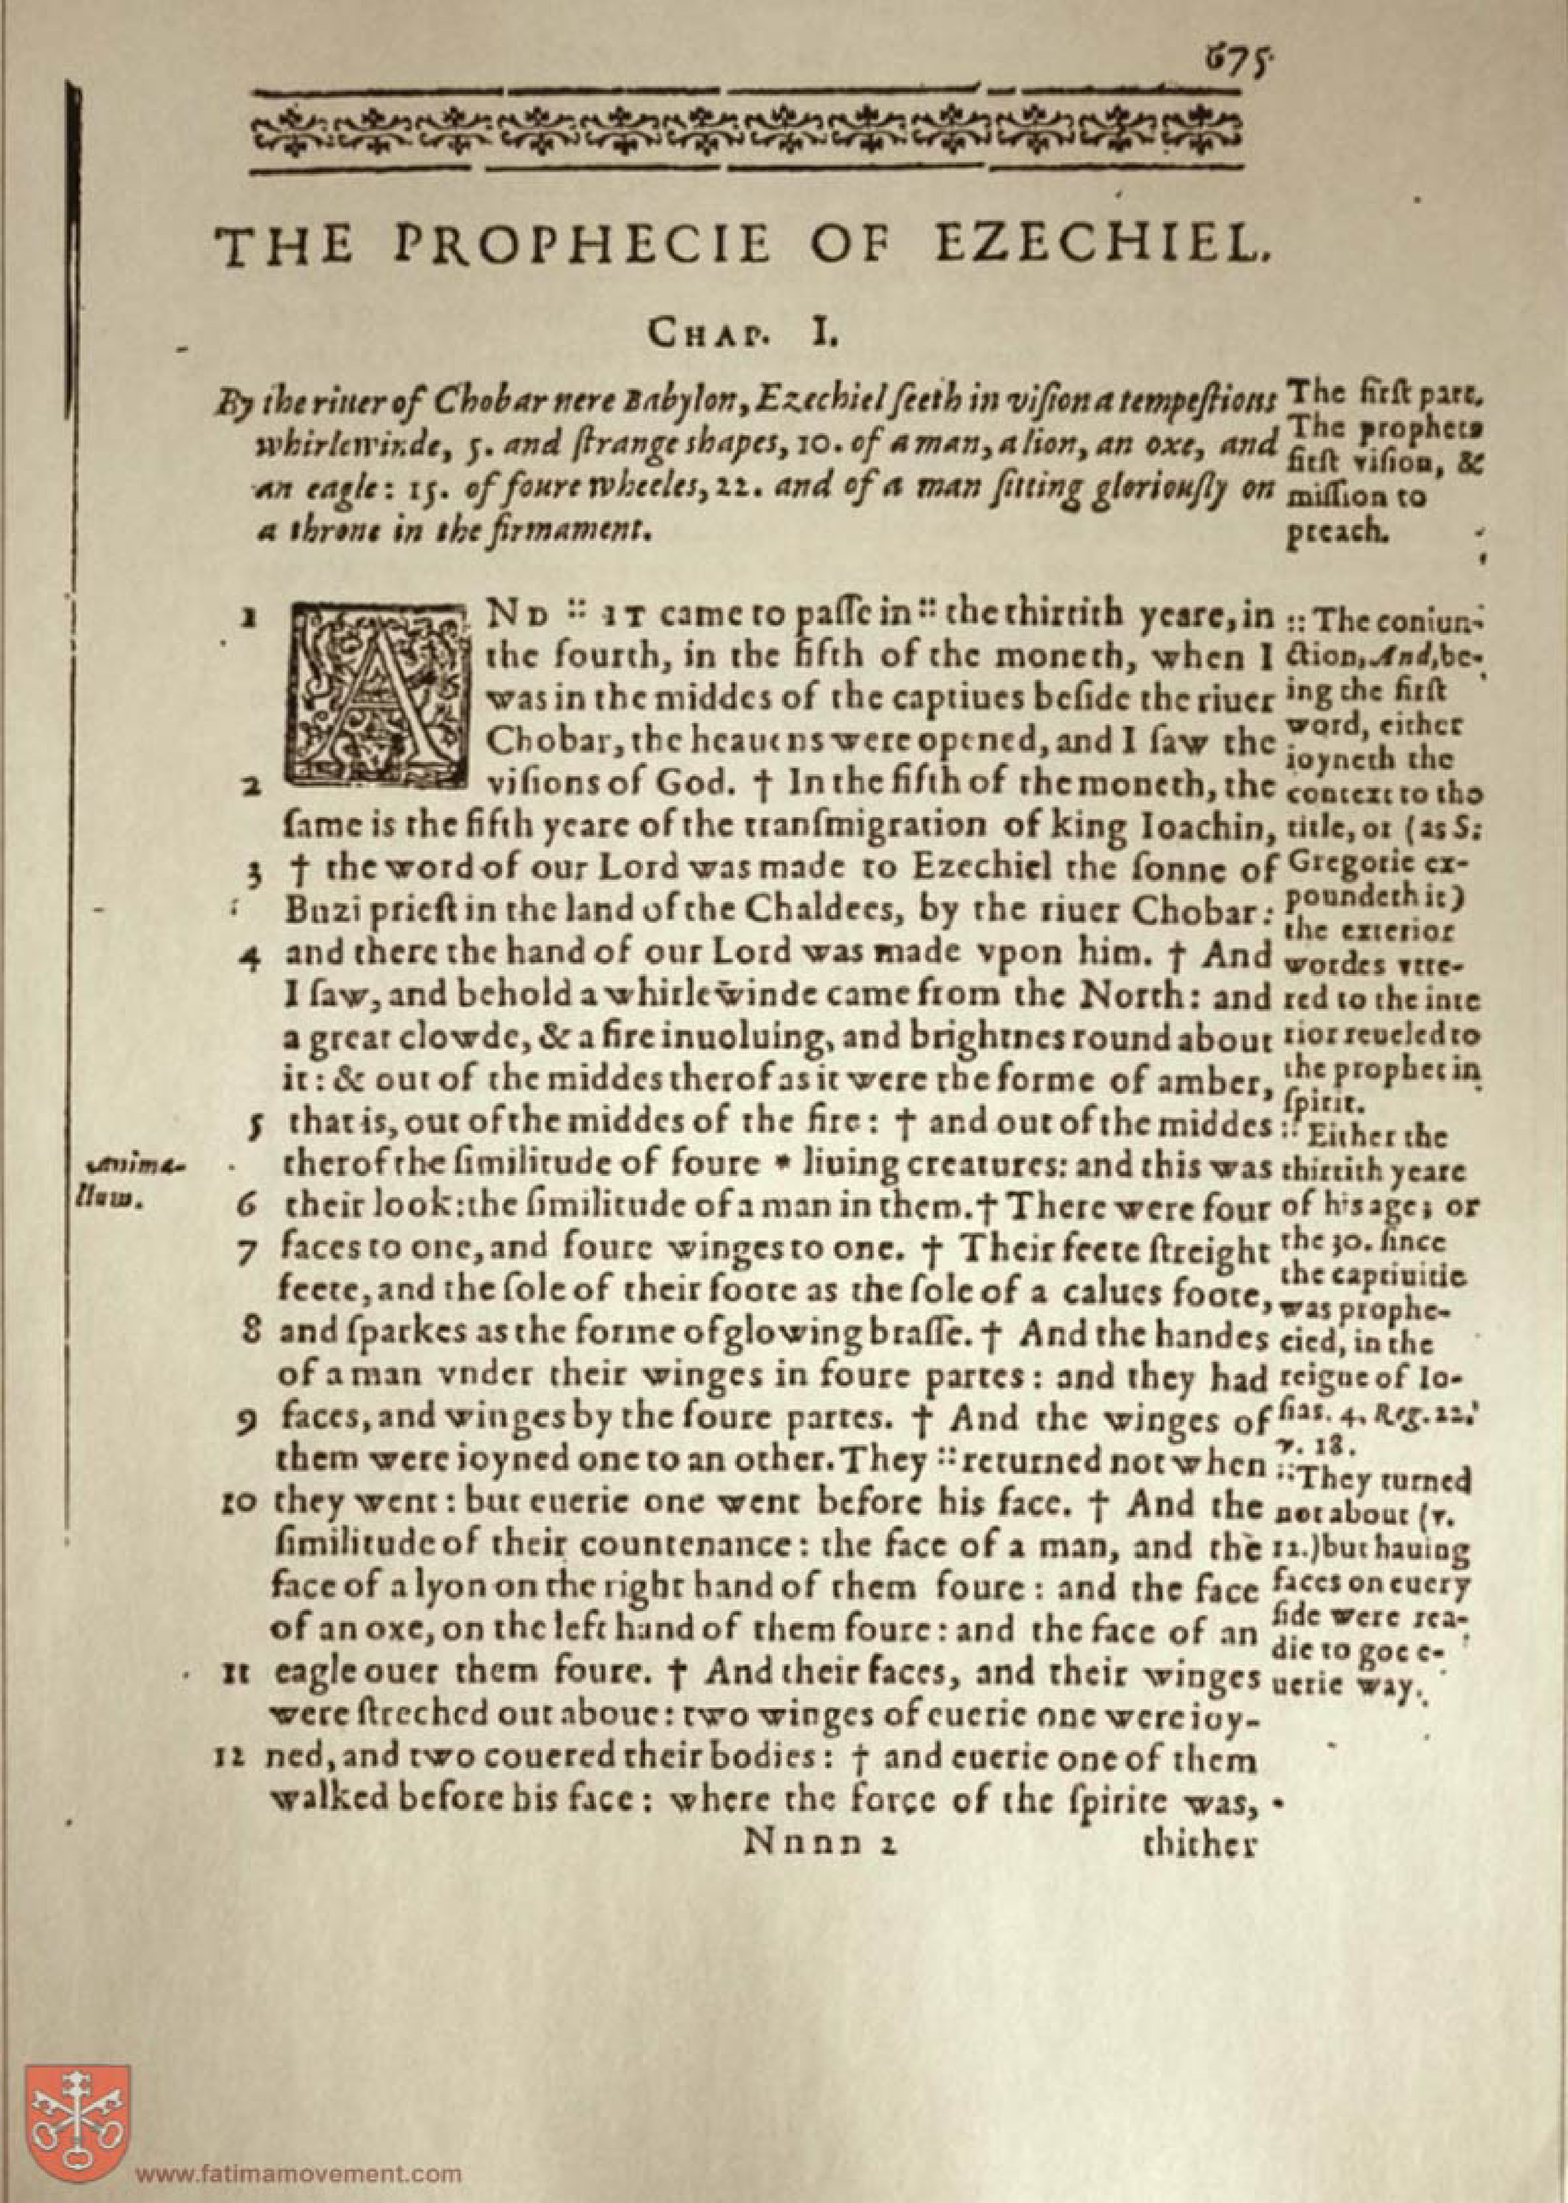 675
THE PROPHECIE OF EZECHIEL.
CHAP. I.
By the riuer of Chobar nere Babylon, Ezechiel ſeeth in viſion a tempeſtions
whirlewinde, 5. and ſtrange shapes, 10. of a man, a lion, an oxe, and
an eagle: 15. of foure wheeles, 22. and of a man ſitting gloriouſly on
a throne in the firmament.
The firſt part.
The prophets
firſt viſion, &
miſſion to
preach.
1 AND :: IT came to paſſe in :: the thirtith yeare, in
the fourth, in the fifth of the moneth, when I
was in the middes of the captiues beſide the riuer
Chobar, the heauens were opened, and I ſaw the
2 viſions of God. † In the fifth of the moneth, the
ſame is the fifth yeare of the tranſmigration of king Ioachin,
3 † the word of our Lord was made to Ezechiel the ſonne of
Buzi prieſt in the land of the Chaldees, by the riuer Chobar:
4 and there the hand of our Lord was made vpon him. † And
I ſaw, and behold a whirlewinde came from the North: and
a great clowde, & a fire inuoluing, and brightnes round about
it: & out of the middes therof as it were the forme of amber,
5 that is, out of the middes of the fire: † and out of the middes
therof the ſimilitude of foure * liuing creatures: and this was
6 their look: the ſimilitude of a man in them. † There were four
7 faces to one, and foure winges to one. † Their feete ſtreight
feete, and the ſole of their foote as the ſole of a calues foote,
8 and ſparkes as the forme of glowing braſſe. † And the handes
of a man vnder their winges in foure partes: and they had
9 faces, and winges by the foure partes. † And the winges of
them were ioyned one to an other. They :: returned not when
10 they went: but euerie one went before his face. † And the
ſimilitude of their countenance: the face of a man, and the
face of a lyon on the right hand of them foure: and the face
of an oxe, on the left hand of them foure: and the face of an
11 eagle ouer them foure. † And their faces, and their winges
were ſtreched out aboue: two winges of euerie one were ioy-
12 ned, and two couered their bodies: † and euerie one of them
walked before his face: where the force of the ſpirite was,
:: The coniun-
ction, And, be-
ing the firſt
word, either
ioyneth the
context to the
title, or (as S.
Gregorie ex-
poundeth it)
the exterior
wordes vtte-
red to the inte
rior reueled to
the prophet in
ſpirit.
:: Either the
thirtith yeare
of his age; or
the 30. ſince
the captiuitie
was prophe-
cied, in the
reigne of Io-
ſias. 4. Reg. 22.
v. 18.
:: They turned
not about (v.
12.) but hauing
faces on euery
ſide were rea-
die to goe e-
uerie way.
Anima-
lium.
Nnnn 2 thither
www.fatimamovement.com